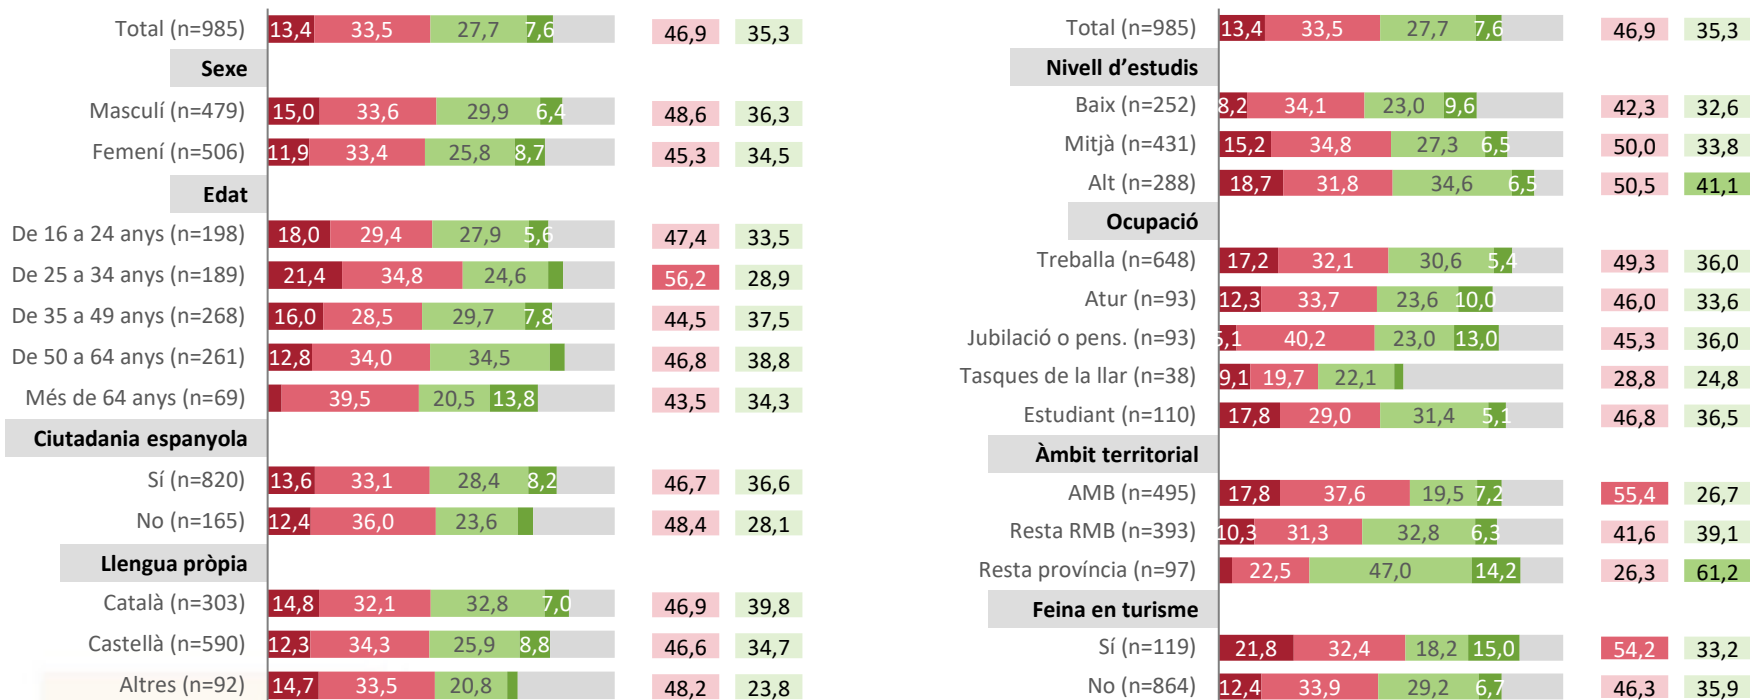 Total (n=985) 13,4 33,5 27,7 7,6 46,9 35,3
Sexe
Masculí (n=479) 15,0 33,6 29,9 6,4 48,6 36,3
Femení (n=506) 11,9 33,4 25,8 8,7 45,3 34,5
Edat
De 16 a 24 anys (n=198) 18,0 29,4 27,9 5,6 47,4 33,5
De 25 a 34 anys (n=189) 21,4 34,8 24,6 56,2 28,9
De 35 a 49 anys (n=268) 16,0 28,5 29,7 7,8 44,5 37,5
De 50 a 64 anys (n=261) 12,8 34,0 34,5 46,8 38,8
Més de 64 anys (n=69) 39,5 20,5 13,8 43,5 34,3
Ciutadania espanyola
Sí (n=820) 13,6 33,1 28,4 8,2 46,7 36,6
No (n=165) 12,4 36,0 23,6 48,4 28,1
Llengua pròpia
Català (n=303) 14,8 32,1 32,8 7,0 46,9 39,8
Castellà (n=590) 12,3 34,3 25,9 8,8 46,6 34,7
Altres (n=92) 14,7 33,5 20,8 48,2 23,8
Total (n=985) 13,4 33,5 27,7 7,6 46,9 35,3
Nivell d'estudis
Baix (n=252) 8,2 34,1 23,0 9,6 42,3 32,6
Mitjà (n=431) 15,2 34,8 27,3 6,5 50,0 33,8
Alt (n=288) 18,7 31,8 34,6 6,5 50,5 41,1
Ocupació
Treballa (n=648) 17,2 32,1 30,6 5,4 49,3 36,0
Atur (n=93) 12,3 33,7 23,6 10,0 46,0 33,6
Jubilació o pens. (n=93) 5,1 40,2 23,0 13,0 45,3 36,0
Tasques de la llar (n=38) 9,1 19,7 22,1 28,8 24,8
Estudiant (n=110) 17,8 29,0 31,4 5,1 46,8 36,5
Àmbit territorial
AMB (n=495) 17,8 37,6 19,5 7,2 55,4 26,7
Resta RMB (n=393) 10,3 31,3 32,8 6,3 41,6 39,1
Resta província (n=97) 22,5 47,0 14,2 26,3 61,2
Feina en turisme
Sí (n=119) 21,8 32,4 18,2 15,0 54,2 33,2
No (n=864) 12,4 33,9 29,2 6,7 46,3 35,9